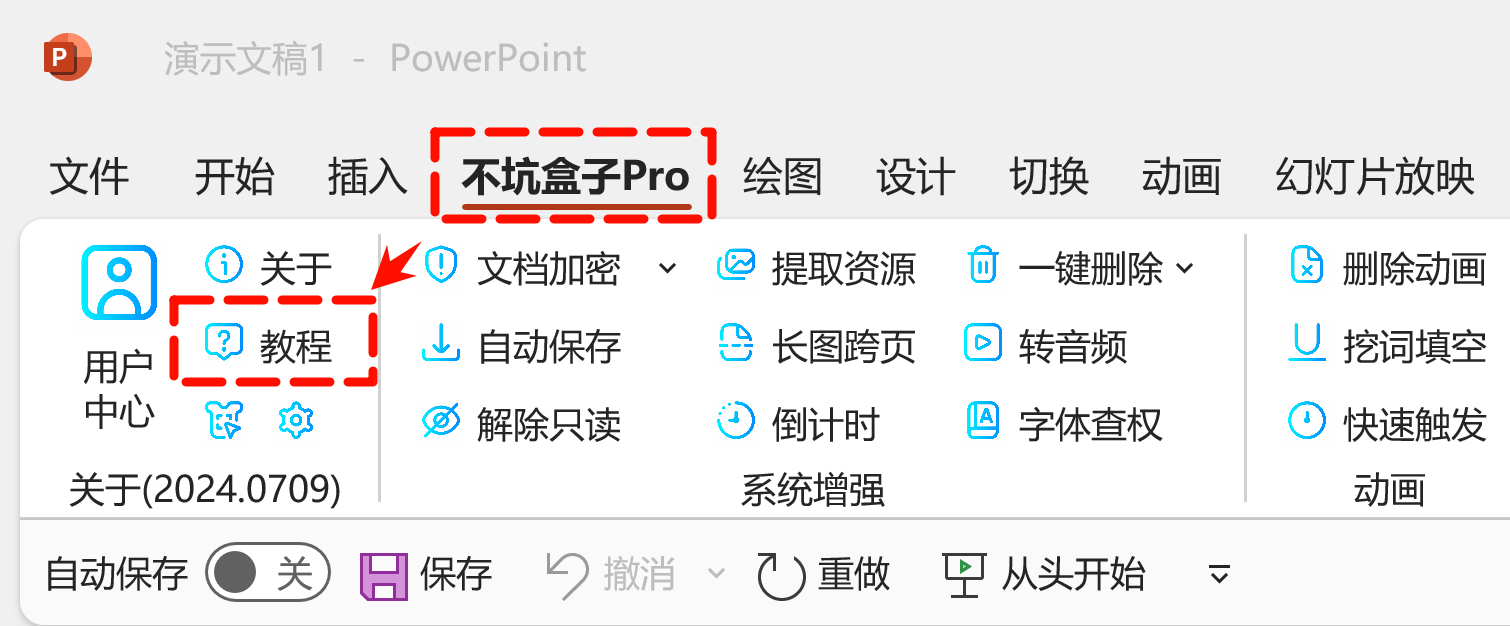 P 演示文稿1 - PowerPoint
文件 开始 插入 不坑盒子Pro 绘图 设计 切换 动画 幻灯片放映
关于 文档加密 提取资源 一键删除 删除动画
用户中心 教程 自动保存 长图跨页 转音频 挖词填空
解除只读 倒计时 字体查权 快速触发
关于(2024.0709) 系统增强 动画
自动保存 关 保存 撤消 重做 从头开始